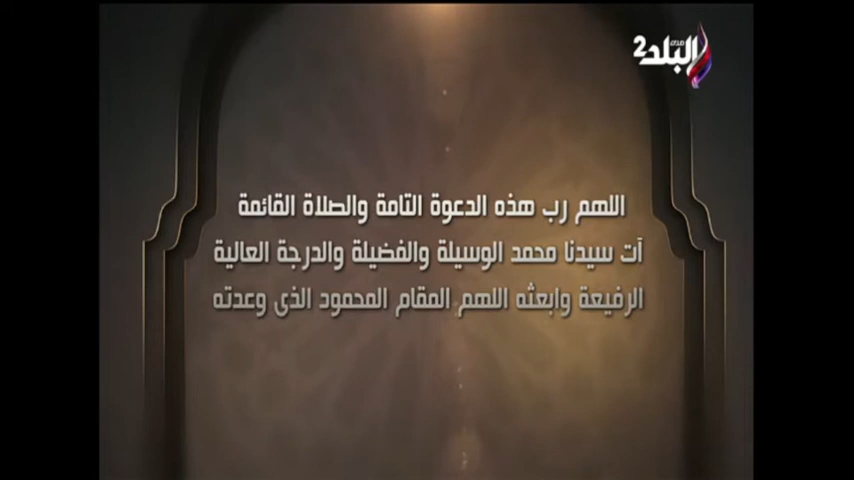 صدى
البلد 2
اللهم رب هذه الدعوة التامة والصلاة القائمة
آت سيدنا محمد الوسيلة والفضيلة والدرجة العالية
الرفيعة وابعثه اللهم المقام المحمود الذى وعدته